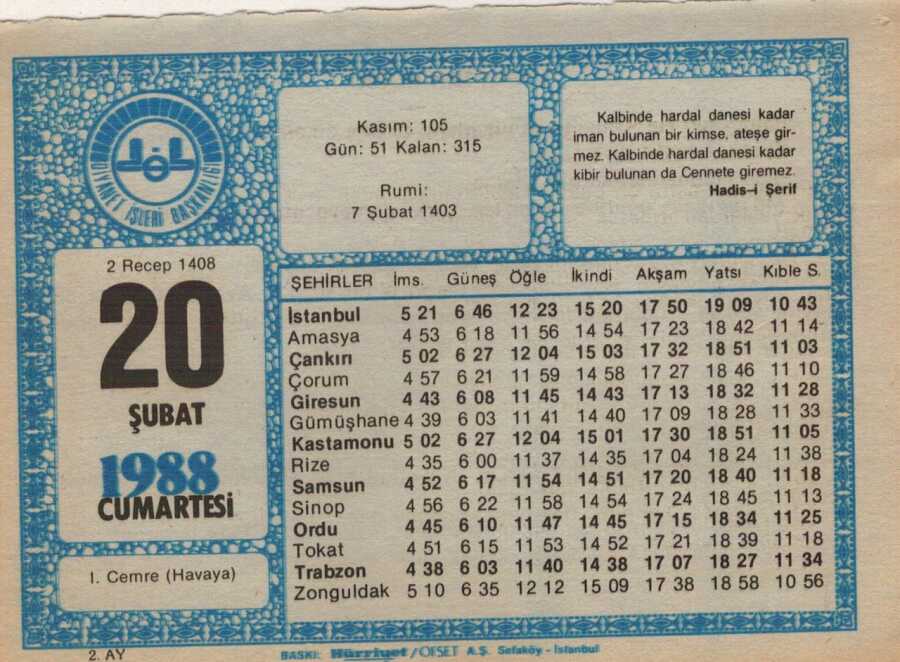 DİYANET İŞLERİ BAŞKANLIĞI
Kasım: 105
Gün: 51 Kalan: 315
Rumi:
7 Şubat 1403
Kalbinde hardal danesi kadar
iman bulunan bir kimse, ateşe gir-
mez. Kalbinde hardal danesi kadar
kibir bulunan da Cennete giremez.
Hadis-i Şerif
2 Recep 1408
20
ŞUBAT
1988
CUMARTESİ
I. Cemre (Havaya)
ŞEHİRLER İms. Güneş Öğle İkindi Akşam Yatsı Kıble S.
İstanbul 5 21 6 46 12 23 15 20 17 50 19 09 10 43
Amasya 4 53 6 18 11 56 14 54 17 23 18 42 11 14
Çankırı 5 02 6 27 12 04 15 03 17 32 18 51 11 03
Çorum 4 57 6 21 11 59 14 58 17 27 18 46 11 10
Giresun 4 43 6 08 11 45 14 43 17 13 18 32 11 28
Gümüşhane 4 39 6 03 11 41 14 40 17 09 18 28 11 33
Kastamonu 5 02 6 27 12 04 15 01 17 30 18 51 11 05
Rize 4 35 6 00 11 37 14 35 17 04 18 24 11 38
Samsun 4 52 6 17 11 54 14 51 17 20 18 40 11 18
Sinop 4 56 6 22 11 58 14 54 17 24 18 45 11 13
Ordu 4 45 6 10 11 47 14 45 17 15 18 34 11 25
Tokat 4 51 6 15 11 53 14 52 17 21 18 39 11 18
Trabzon 4 38 6 03 11 40 14 38 17 07 18 27 11 34
Zonguldak 5 10 6 35 12 12 15 09 17 38 18 58 10 56
2. AY
BASKI: Hürriyet/OFSET A.Ş. Sefaköy - İstanbul